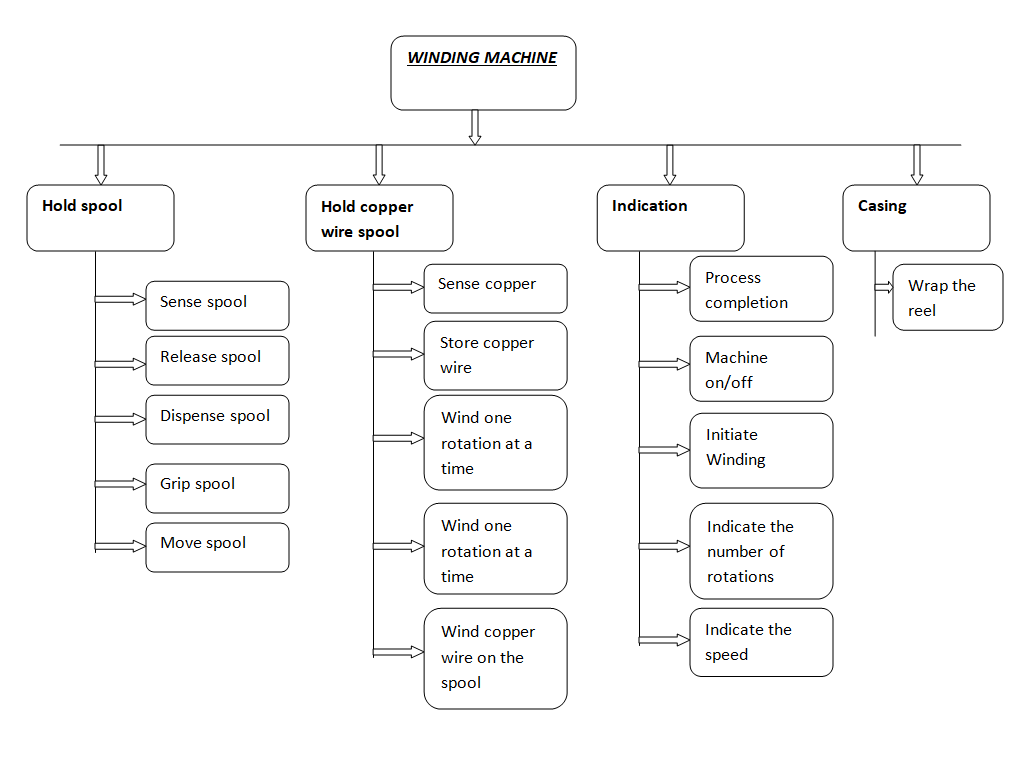 WINDING MACHINE
Hold spool
Sense spool
Release spool
Dispense spool
Grip spool
Move spool
Hold copper
wire spool
Sense copper
Store copper
wire
Wind one
rotation at a
time
Wind one
rotation at a
time
Wind copper
wire on the
spool
Indication
Process
completion
Machine
on/off
Initiate
Winding
Indicate the
number of
rotations
Indicate the
speed
Casing
Wrap the
reel